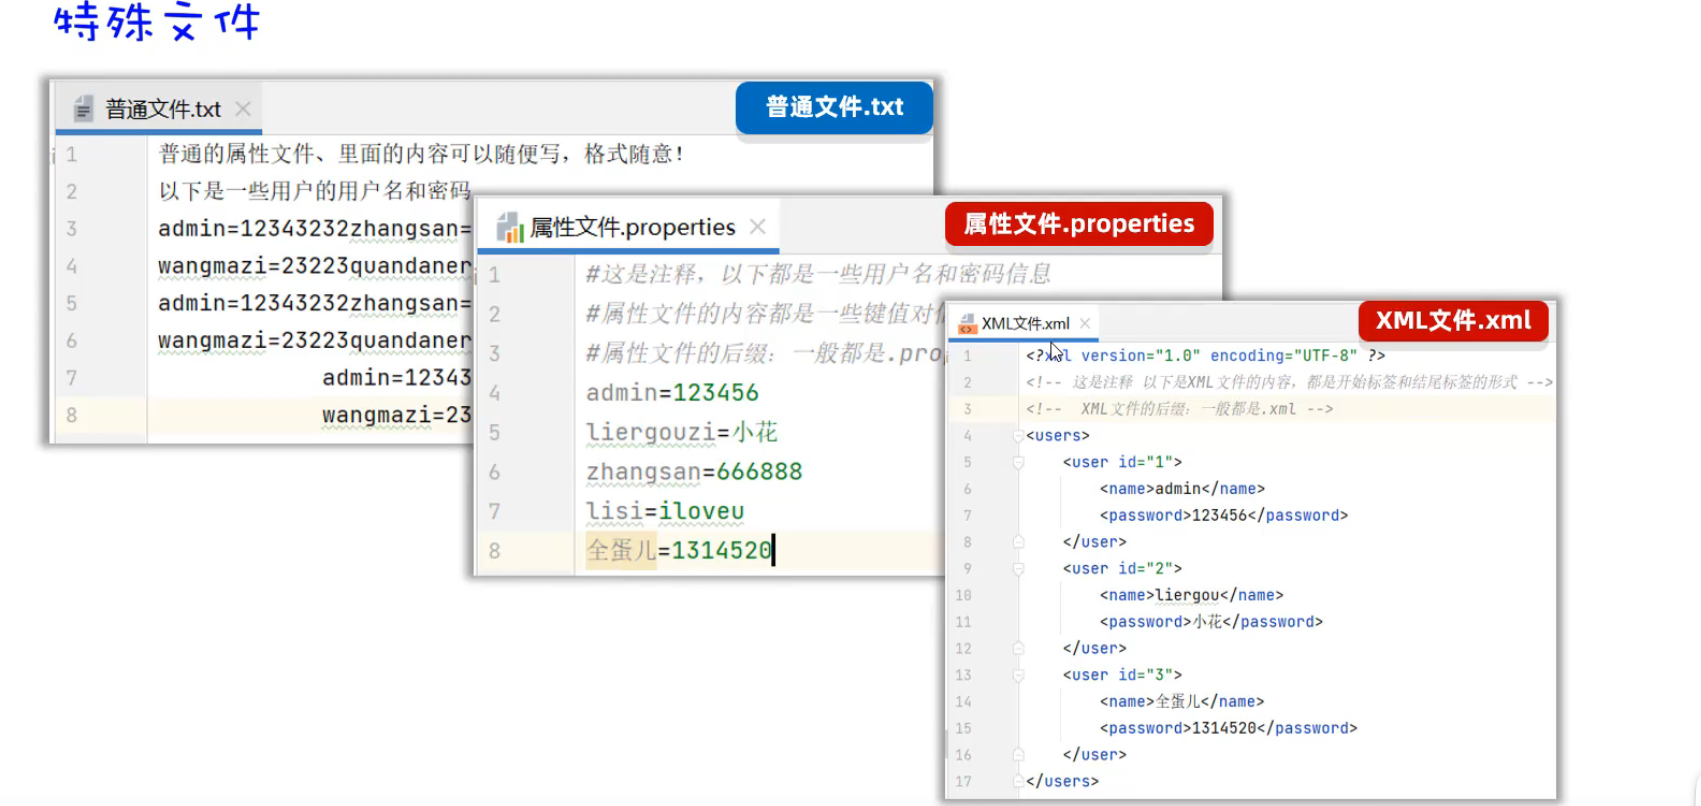 特殊文件
普通文件.txt
普通文件.txt
1 普通的属性文件、里面的内容可以随便写，格式随意！
2 以下是一些用户的用户名和密码
3 admin=12343232zhangsan=
4 wangmazi=23223quandaner
5 admin=12343232zhangsan=
6 wangmazi=23223quandaner
7 admin=12343
8 wangmazi=23
属性文件.properties
属性文件.properties
1 #这是注释，以下都是一些用户名和密码信息
2 #属性文件的内容都是一些键值对
3 #属性文件的后缀：一般都是.pro
4 admin=123456
5 liergouzi=小花
6 zhangsan=666888
7 lisi=iloveu
8 全蛋儿=1314520
XML文件.xml
XML文件.xml
1 <?xml version="1.0" encoding="UTF-8" ?>
2 <!-- 这是注释 以下是XML文件的内容，都是开始标签和结尾标签的形式 -->
3 <!-- XML文件的后缀：一般都是.xml -->
4 <users>
5 <user id="1">
6 <name>admin</name>
7 <password>123456</password>
8 </user>
9 <user id="2">
10 <name>liergou</name>
11 <password>小花</password>
12 </user>
13 <user id="3">
14 <name>全蛋儿</name>
15 <password>1314520</password>
16 </user>
17 </users>